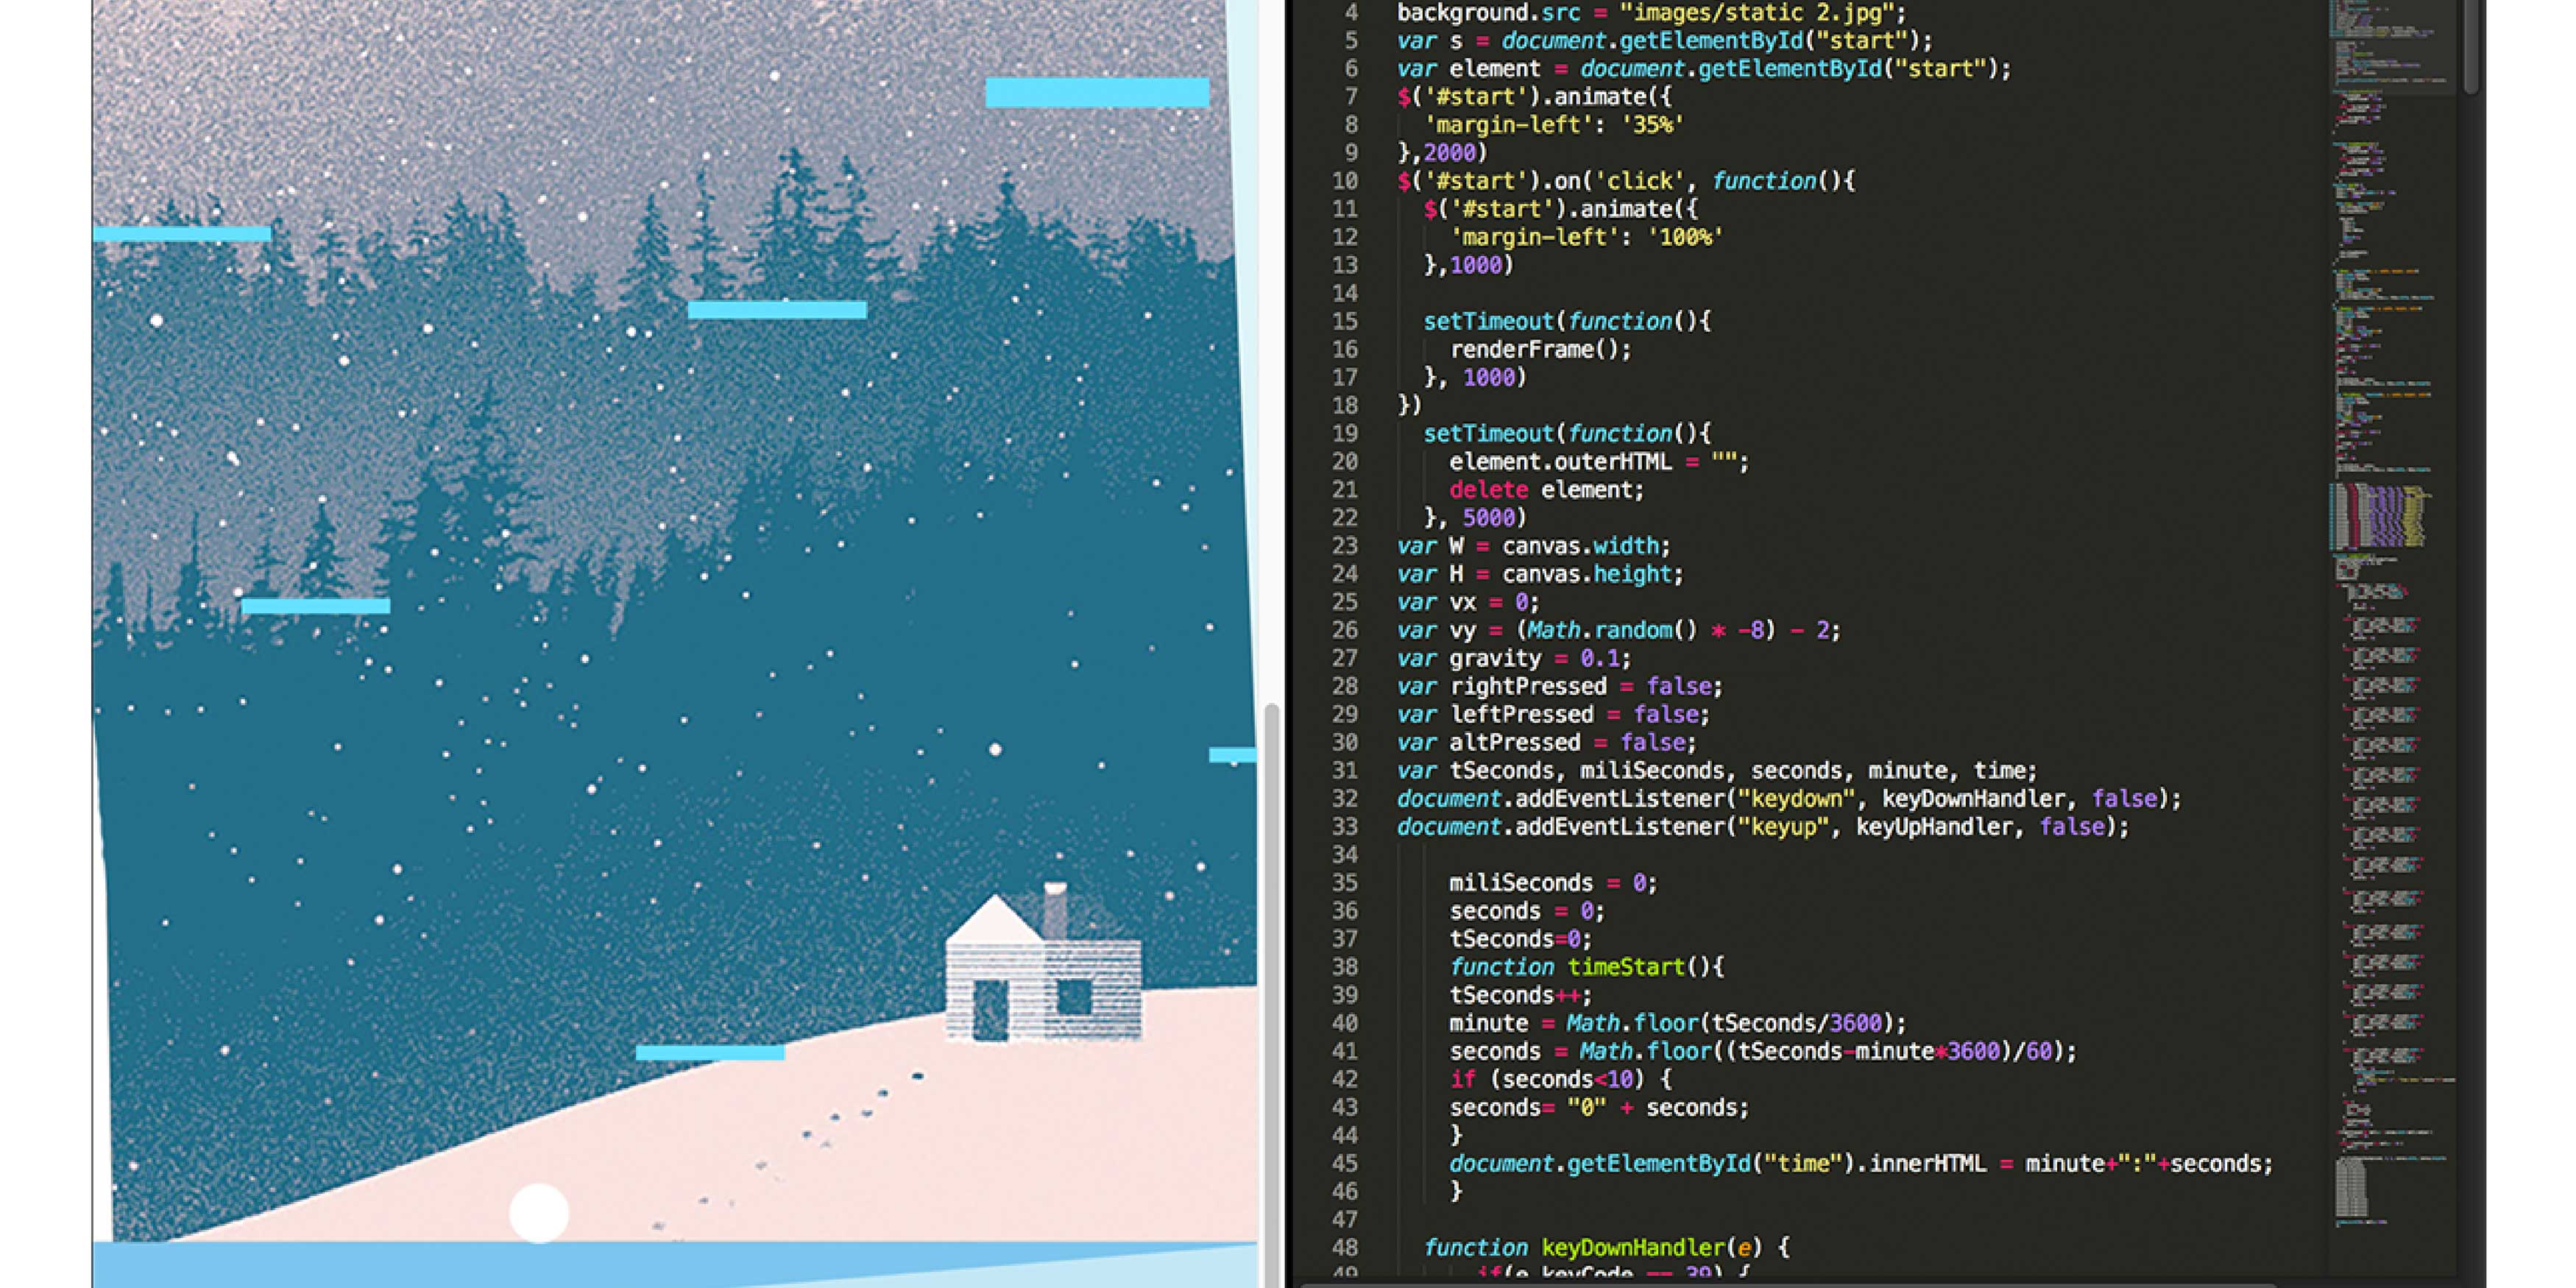 4 background.src = "images/static 2.jpg";
5 var s = document.getElementById("start");
6 var element = document.getElementById("start");
7 $('#start').animate({
8 'margin-left': '35%'
9 },2000)
10 $('#start').on('click', function(){
11 $('#start').animate({
12 'margin-left': '100%'
13 },1000)
14
15 setTimeout(function(){
16 renderFrame();
17 }, 1000)
18 })
19 setTimeout(function(){
20 element.outerHTML = "";
21 delete element;
22 }, 5000)
23 var W = canvas.width;
24 var H = canvas.height;
25 var vx = 0;
26 var vy = (Math.random() * -8) - 2;
27 var gravity = 0.1;
28 var rightPressed = false;
29 var leftPressed = false;
30 var altPressed = false;
31 var tSeconds, miliSeconds, seconds, minute, time;
32 document.addEventListener("keydown", keyDownHandler, false);
33 document.addEventListener("keyup", keyUpHandler, false);
34
35 miliSeconds = 0;
36 seconds = 0;
37 tSeconds=0;
38 function timeStart(){
39 tSeconds++;
40 minute = Math.floor(tSeconds/3600);
41 seconds = Math.floor((tSeconds-minute*3600)/60);
42 if (seconds<10) {
43 seconds= "0" + seconds;
44 }
45 document.getElementById("time").innerHTML = minute+":"+seconds;
46 }
47
48 function keyDownHandler(e) {
49 if(e.keyCode == 39) {